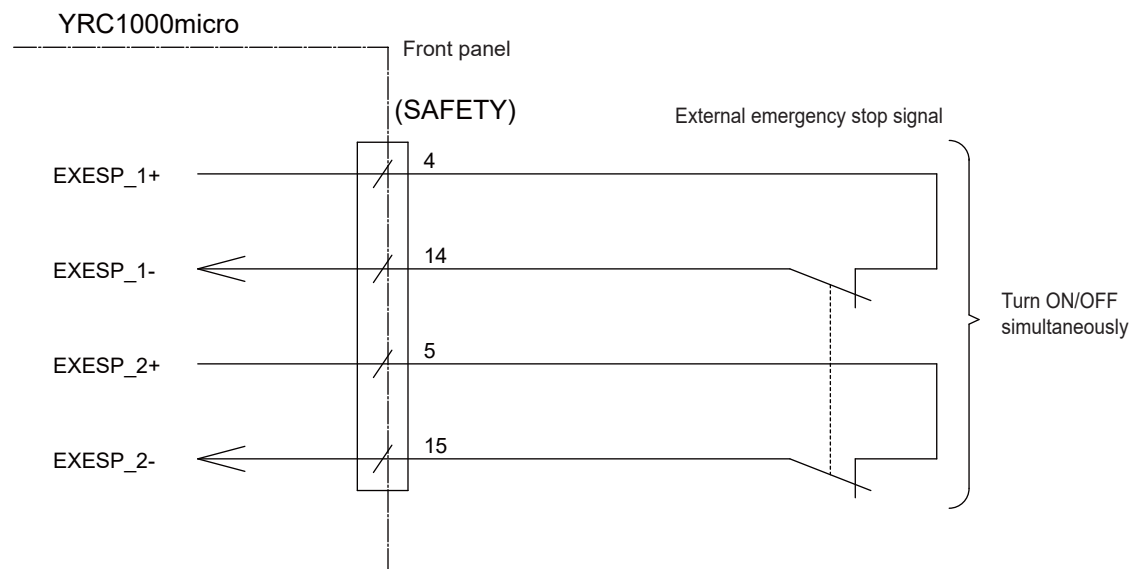 YRC1000micro
Front panel
(SAFETY)
External emergency stop signal
EXESP_1+
4
EXESP_1-
14
Turn ON/OFF
simultaneously
EXESP_2+
5
EXESP_2-
15